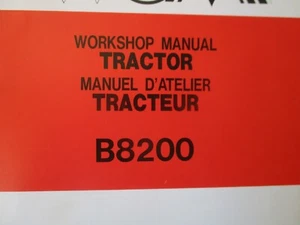 WORKSHOP MANUAL
TRACTOR
MANUEL D'ATELIER
TRACTEUR
B8200